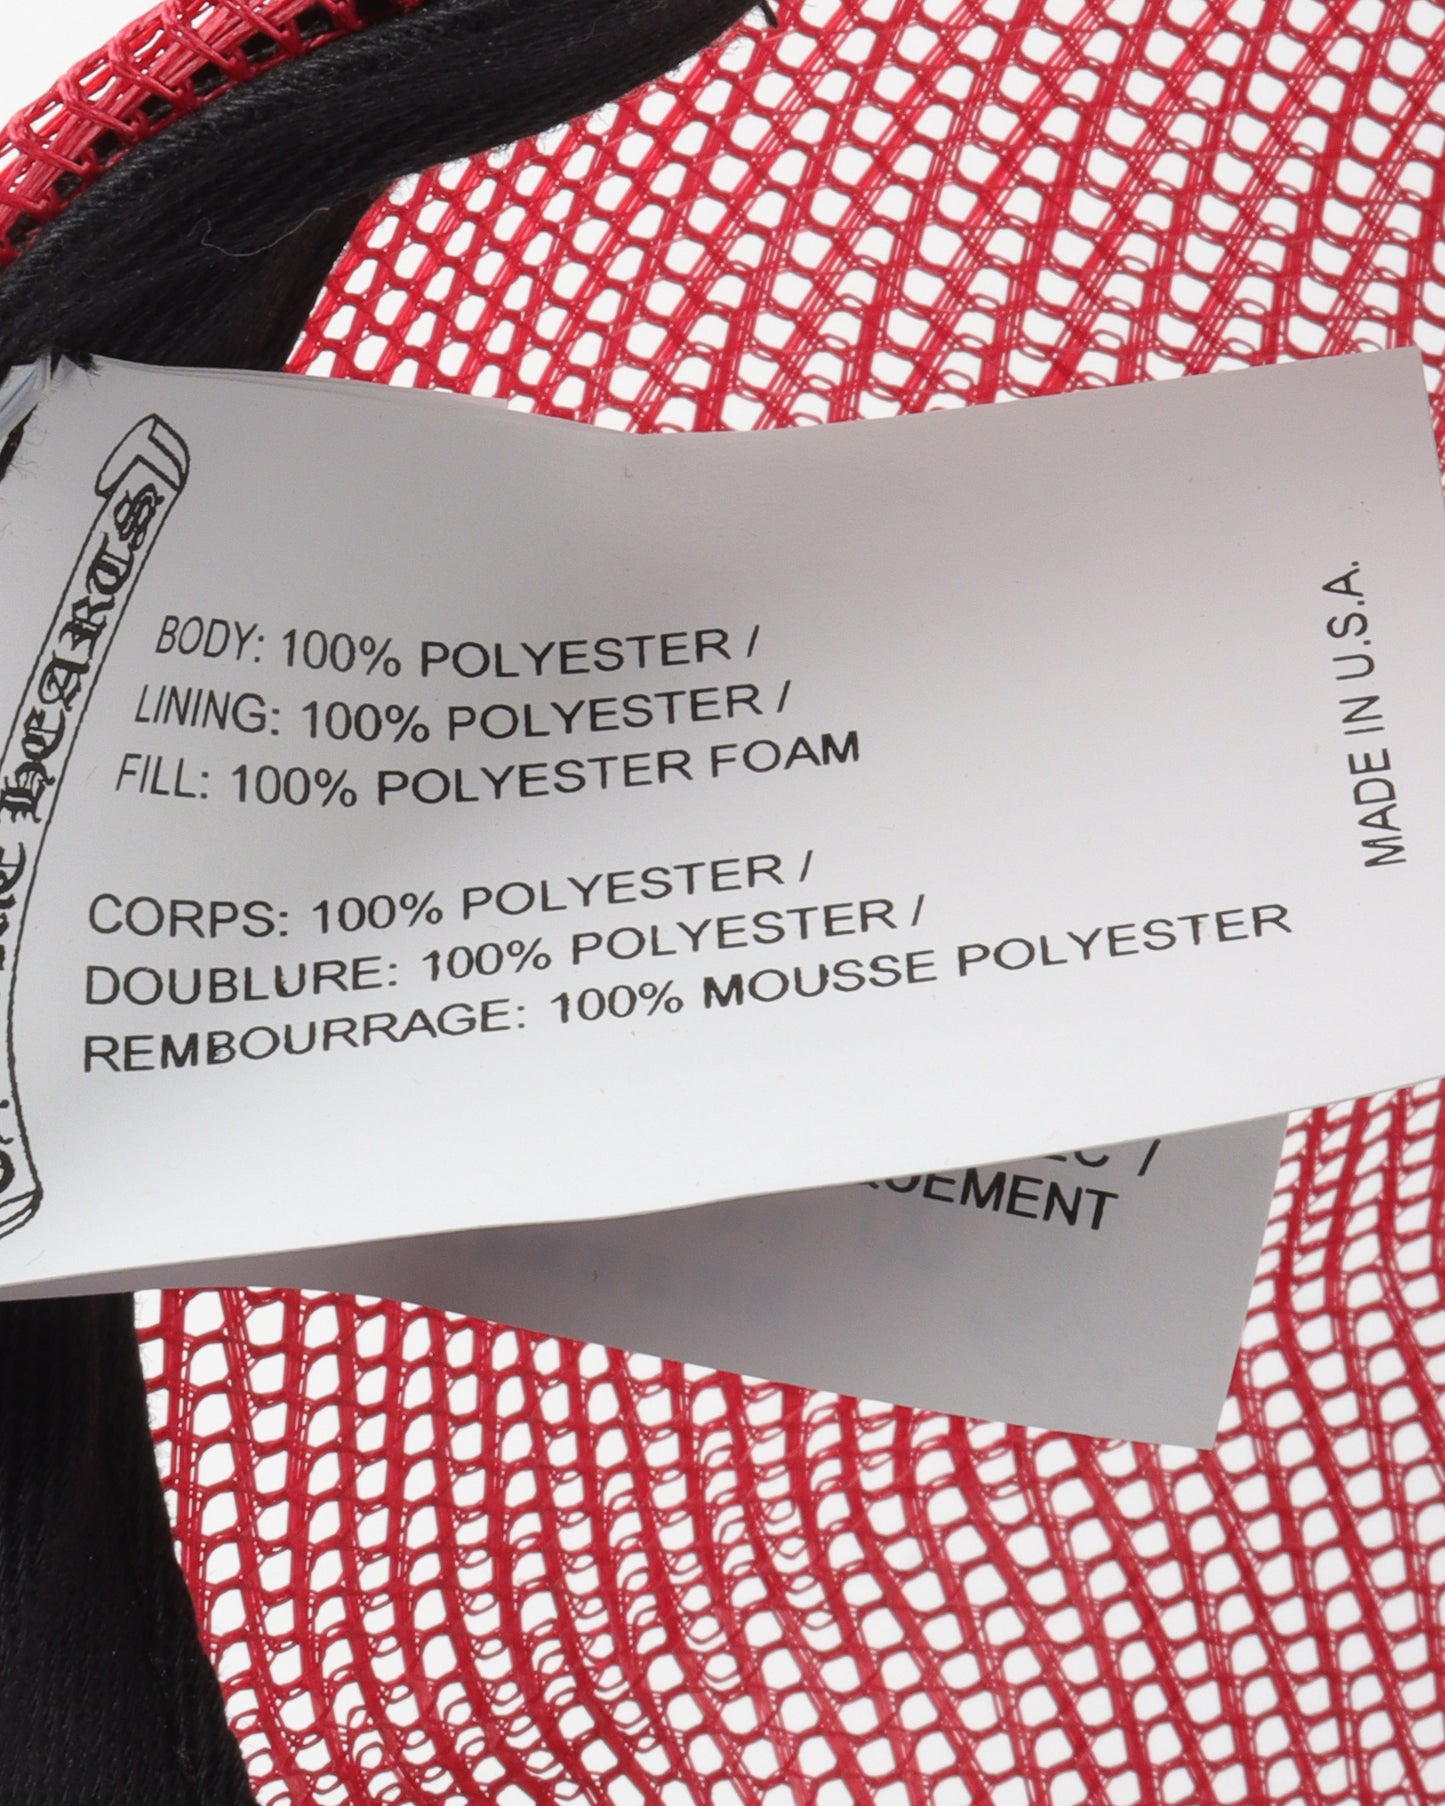 HEARTS
BODY: 100% POLYESTER /
LINING: 100% POLYESTER /
FILL: 100% POLYESTER FOAM
CORPS: 100% POLYESTER /
DOUBLURE: 100% POLYESTER /
REMBOURRAGE: 100% MOUSSE POLYESTER
MADE IN U.S.A.